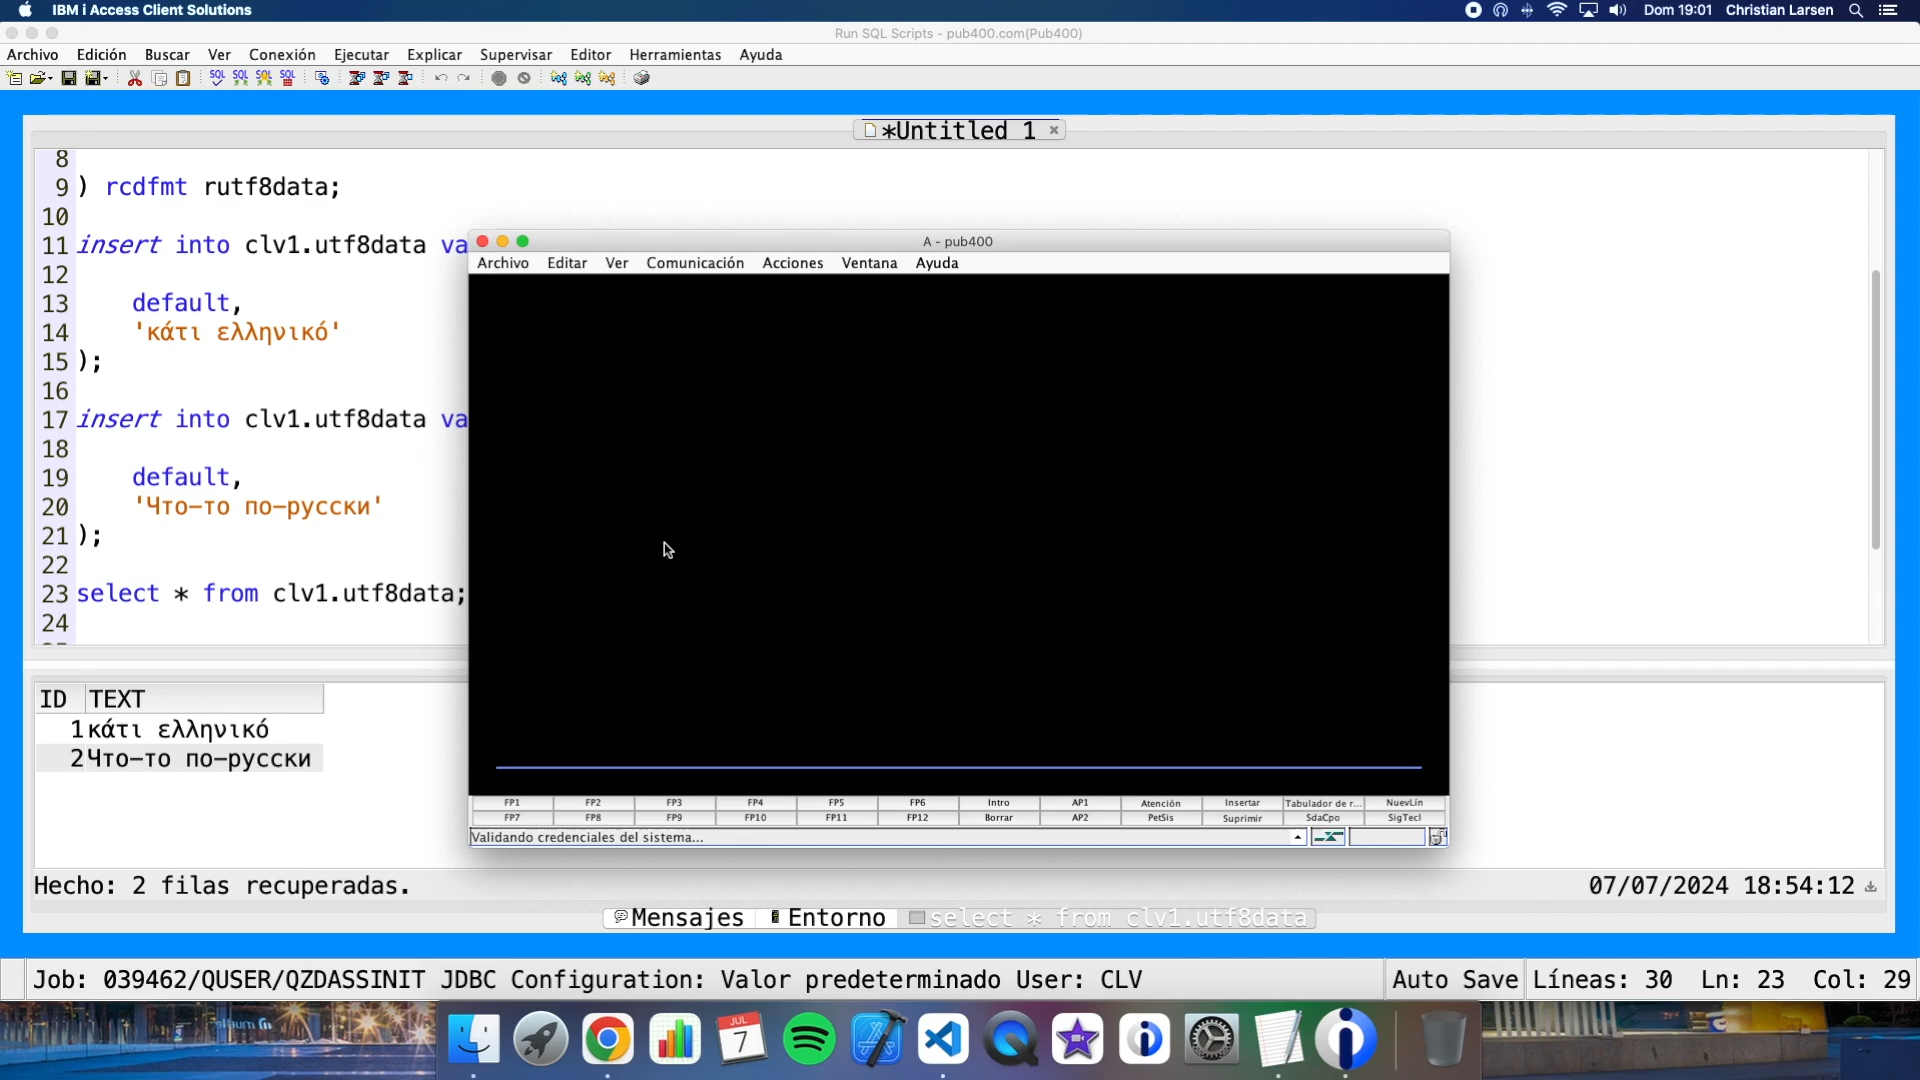 IBM i Access Client Solutions
Dom 19:01 Christian Larsen
Run SQL Scripts - pub400.com(Pub400)
Archivo Edición Buscar Ver Conexión Ejecutar Explicar Supervisar Editor Herramientas Ayuda
SQL SQL SQL SQL
*Untitled 1
8
9 ) rcdfmt rutf8data;
10
11 insert into clv1.utf8data va
12
13 default,
14 'κάτι ελληνικό'
15 );
16
17 insert into clv1.utf8data va
18
19 default,
20 'Что-то по-русски'
21 );
22
23 select * from clv1.utf8data;
24
A - pub400
Archivo Editar Ver Comunicación Acciones Ventana Ayuda
FP1 FP2 FP3 FP4 FP5 FP6 Intro AP1 Atención Insertar Tabulador de r... NuevLín
FP7 FP8 FP9 FP10 FP11 FP12 Borrar AP2 PetSis Suprimir SdaCpo SigTecl
Validando credenciales del sistema...
ID TEXT
1 κάτι ελληνικό
2 Что-то по-русски
Hecho: 2 filas recuperadas.
07/07/2024 18:54:12
Mensajes Entorno select * from clv1.utf8data
Job: 039462/QUSER/QZDASSINIT JDBC Configuration: Valor predeterminado User: CLV
Auto Save Líneas: 30 Ln: 23 Col: 29
JUL
7